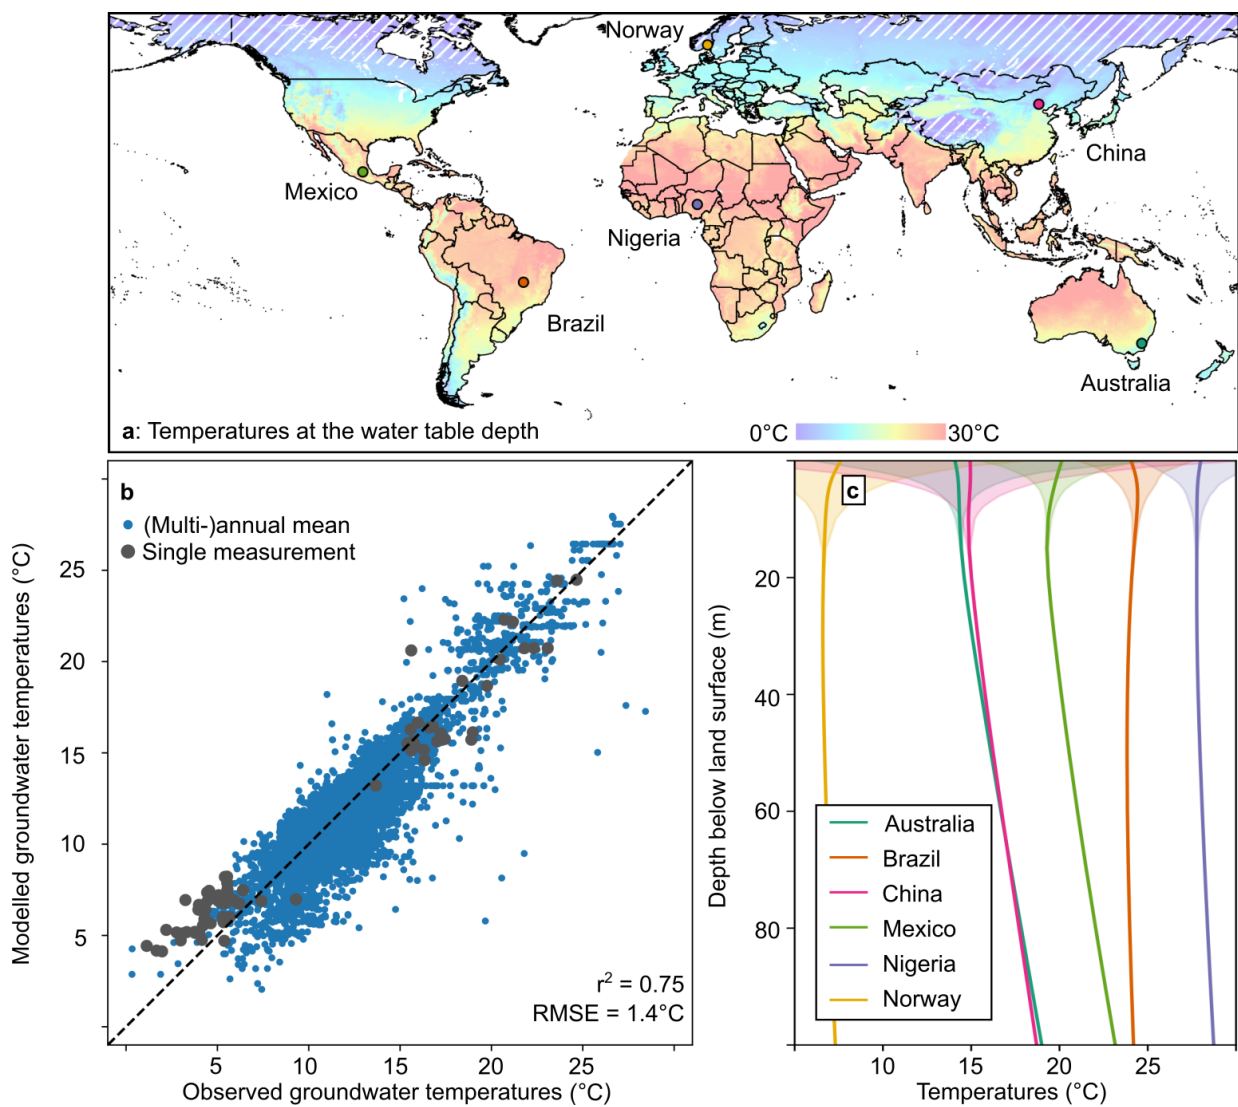 Norway
China
Mexico
Nigeria
Brazil
Australia
a: Temperatures at the water table depth
0°C
30°C
b
(Multi-)annual mean
Single measurement
Modelled groundwater temperatures (°C)
25
20
15
10
5
r² = 0.75
RMSE = 1.4°C
5
10
15
20
25
Observed groundwater temperatures (°C)
c
Depth below land surface (m)
20
40
60
80
Australia
Brazil
China
Mexico
Nigeria
Norway
10
15
20
25
Temperatures (°C)